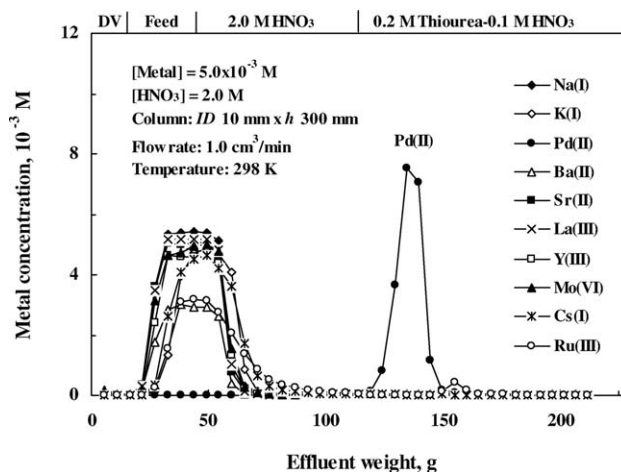 DV Feed 2.0 M HNO₃ 0.2 M Thiourea-0.1 M HNO₃
12
8
4
0
Metal concentration, 10⁻³ M
[Metal] = 5.0x10⁻³ M
[HNO₃] = 2.0 M
Column: ID 10 mm x h 300 mm
Flow rate: 1.0 cm³/min
Temperature: 298 K
Pd(II)
Na(I)
K(I)
Pd(II)
Ba(II)
Sr(II)
La(III)
Y(III)
Mo(VI)
Cs(I)
Ru(III)
0 50 100 150 200
Effluent weight, g